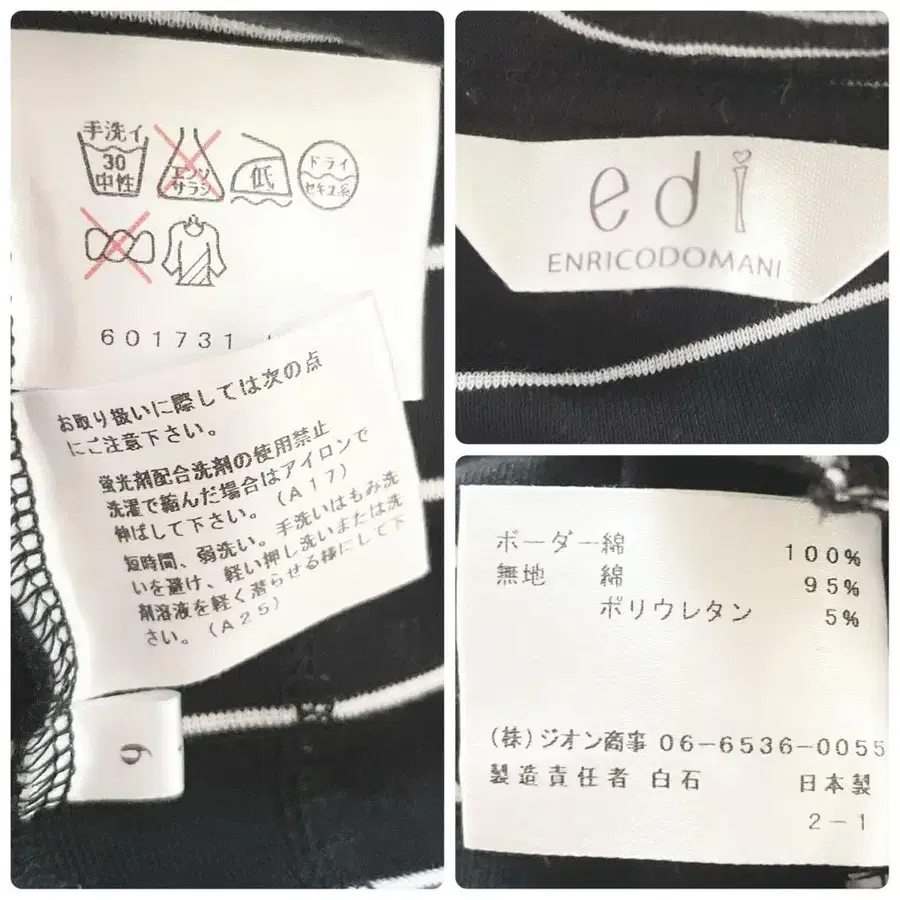 手洗イ
30
中性
エンソ
サラシ
低
ドライ
セキユ系
601731
お取り扱いに際しては次の点
にご注意下さい。
蛍光剤配合洗剤の使用禁止
洗濯で縮んだ場合はアイロンで
伸ばして下さい。(A17)
短時間、弱洗い。手洗いはもみ洗
いを避け、軽い押し洗いまたは洗
剤溶液を軽く潜らせる様にして下
さい。(A25)
9
edi
ENRICODOMANI
ボーダー綿 100%
無地 綿 95%
ポリウレタン 5%
(株)ジオン商事 06-6536-0055
製造責任者 白石 日本製
2-1